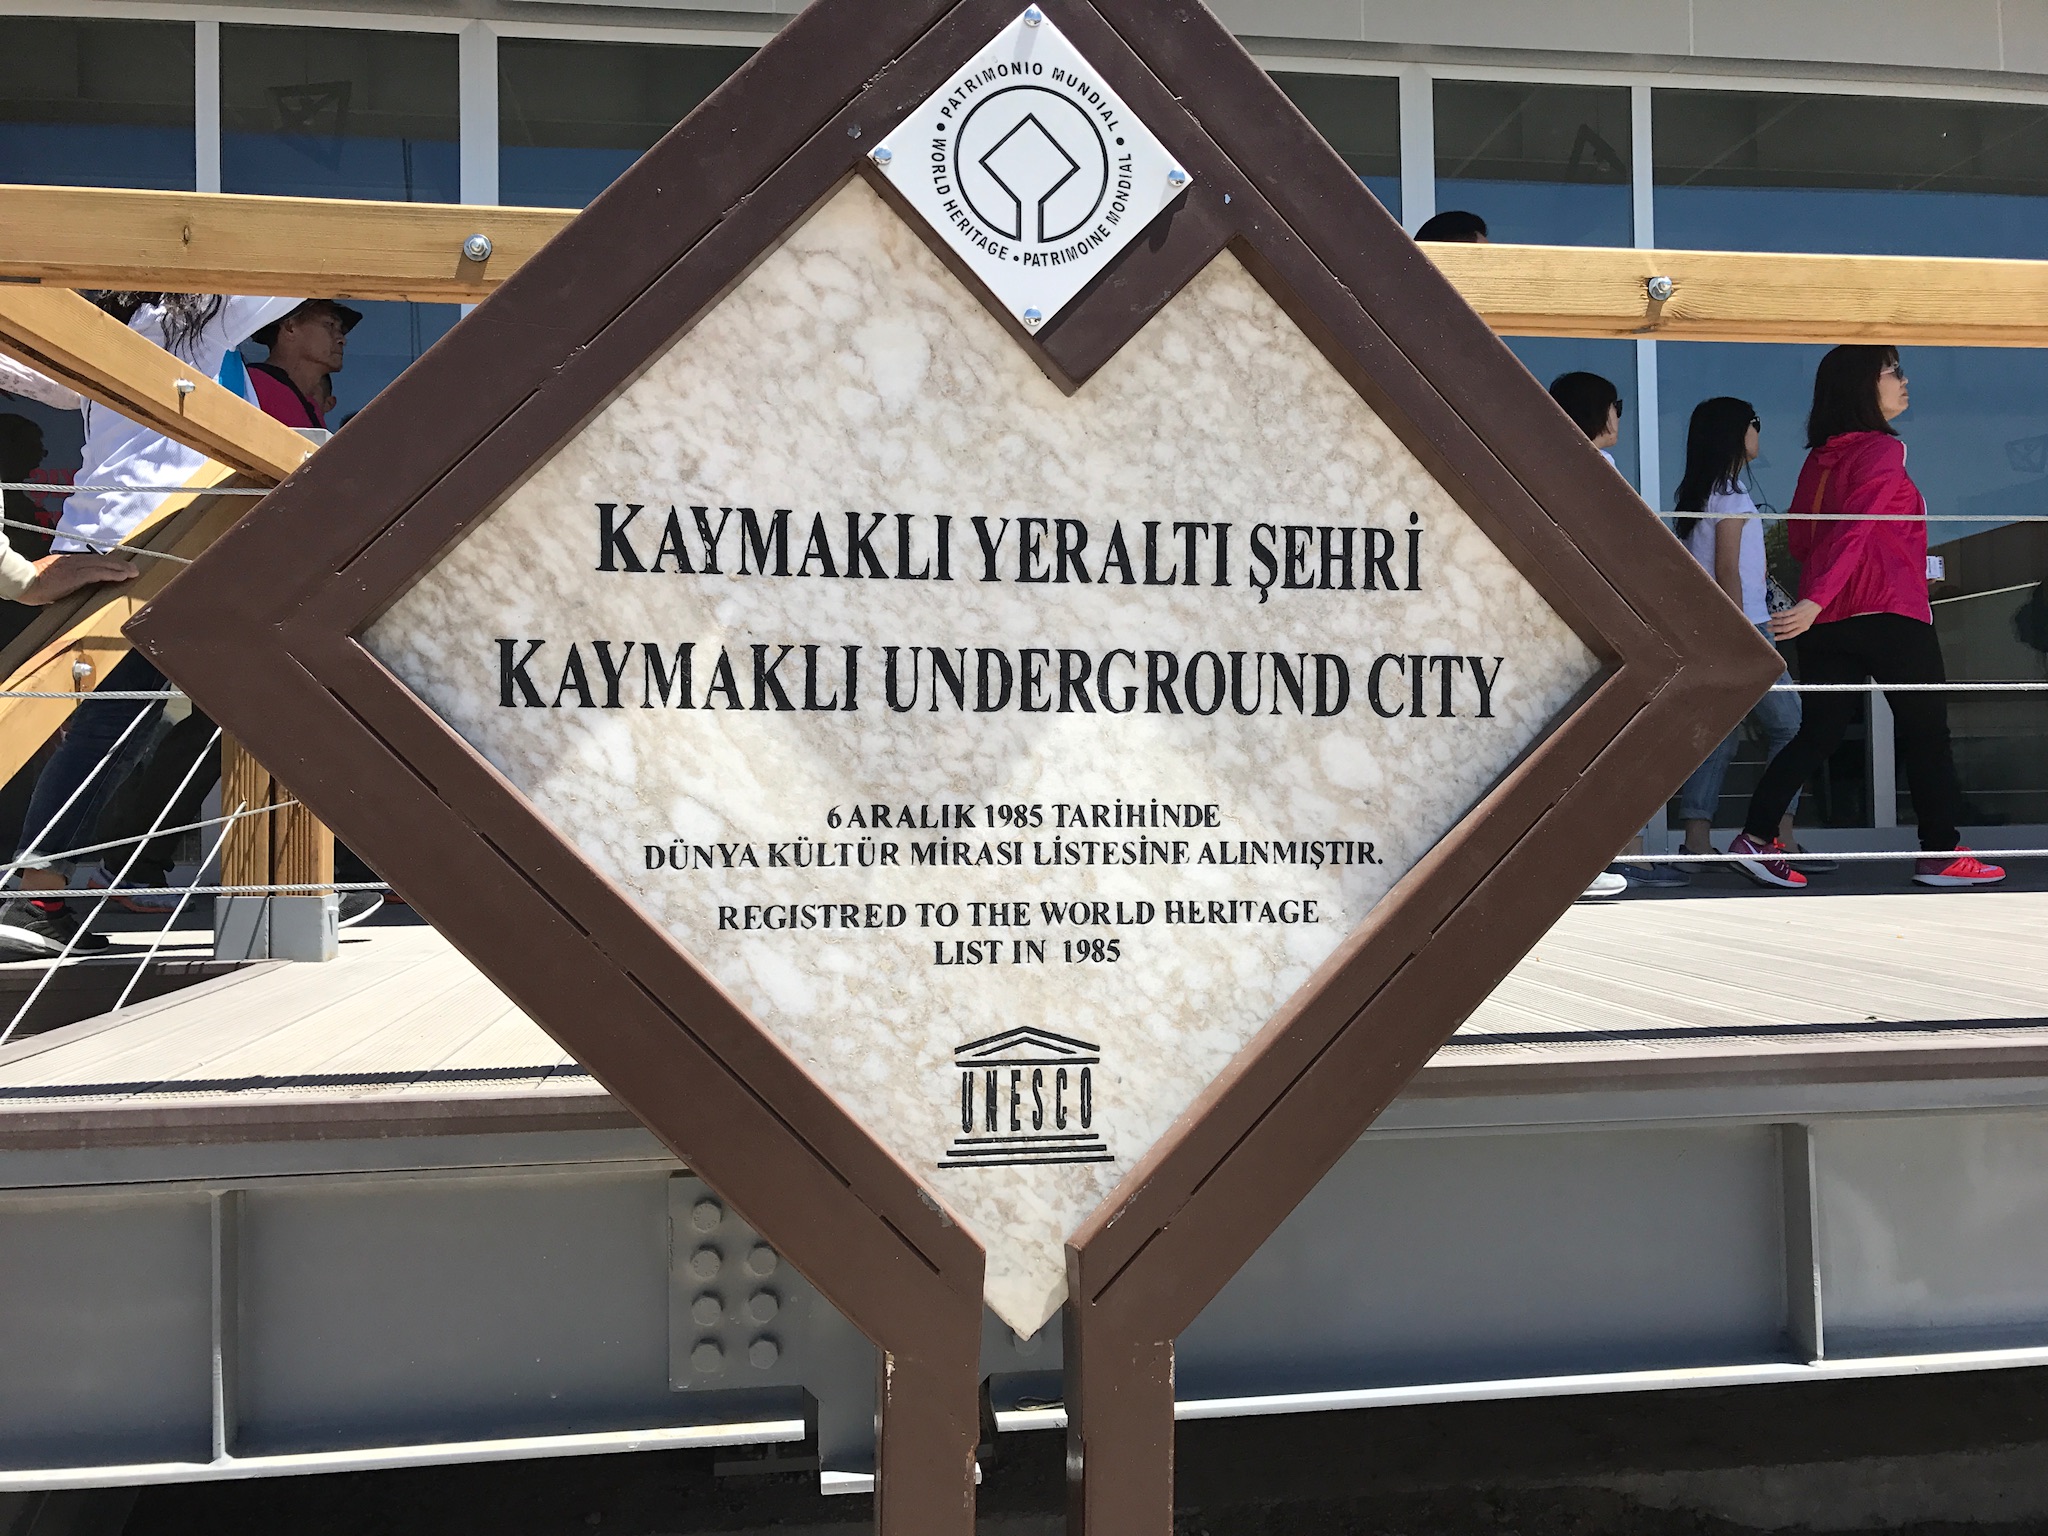 PATRIMONIO MUNDIAL • WORLD HERITAGE • PATRIMOINE MONDIAL •
KAYMAKLI YERALTI ŞEHRİ
KAYMAKLI UNDERGROUND CITY
6 ARALIK 1985 TARİHİNDE
DÜNYA KÜLTÜR MİRASI LİSTESİNE ALINMIŞTIR.
REGISTRED TO THE WORLD HERITAGE
LIST IN 1985
UNESCO